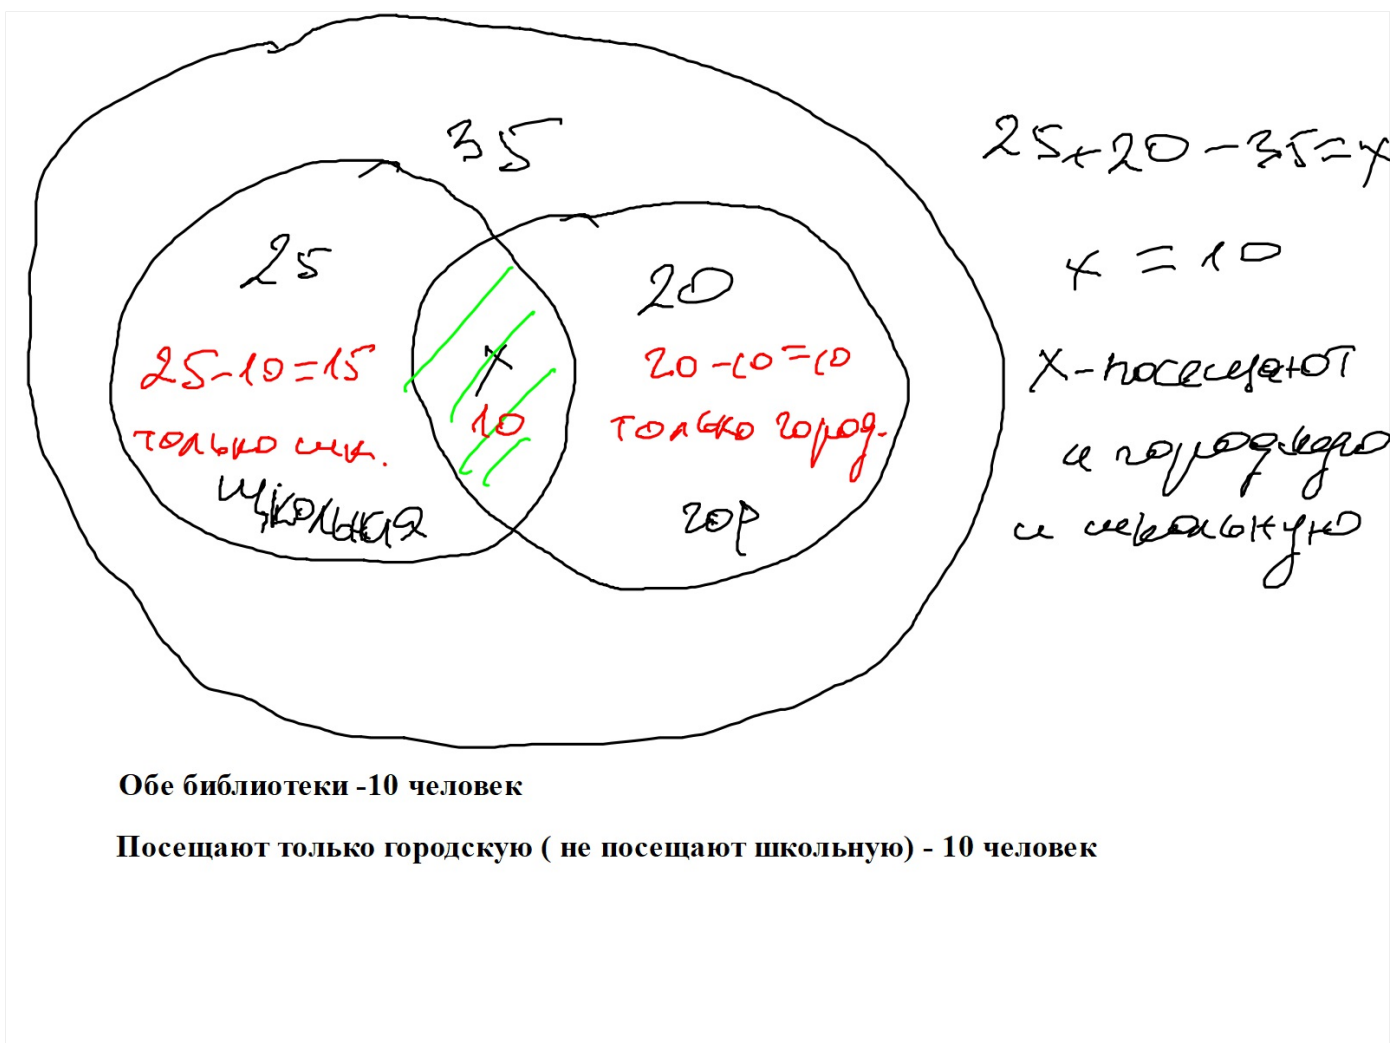 35
25+20-35=x
25
20
x = 10
25-10=15
x
20-10=10
x-посещают
только шк.
10
только город.
и городскую
школьная
гор
и школьную
Обе библиотеки -10 человек
Посещают только городскую ( не посещают школьную) - 10 человек